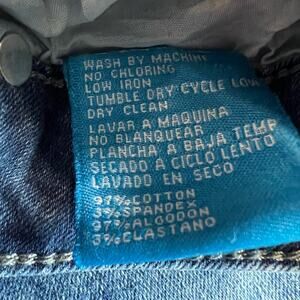 WASH BY MACHINE
NO CHLORING
LOW IRON
TUMBLE DRY CYCLE LOW
DRY CLEAN
LAVAR A MAQUINA
NO BLANQUEAR
PLANCHA A BAJA TEMP
SECADO A CICLO LENTO
LAVADO EN SECO
97%COTTON
3%SPANDEX
97%ALGODON
3%ELASTANO